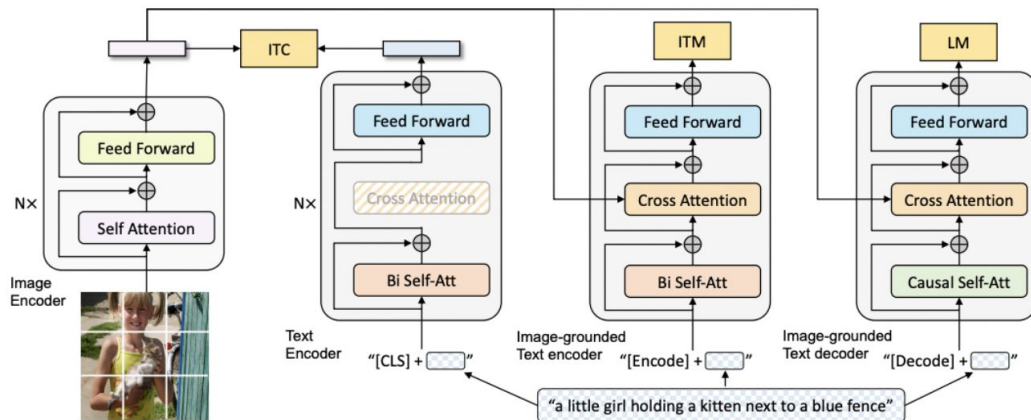 ITC
ITM
LM
Feed Forward
Self Attention
N×
Image
Encoder
Feed Forward
Cross Attention
Bi Self-Att
N×
Text
Encoder
"[CLS] + "
Feed Forward
Cross Attention
Bi Self-Att
Image-grounded
Text encoder
"[Encode] + "
Feed Forward
Cross Attention
Causal Self-Att
Image-grounded
Text decoder
"[Decode] + "
"a little girl holding a kitten next to a blue fence"